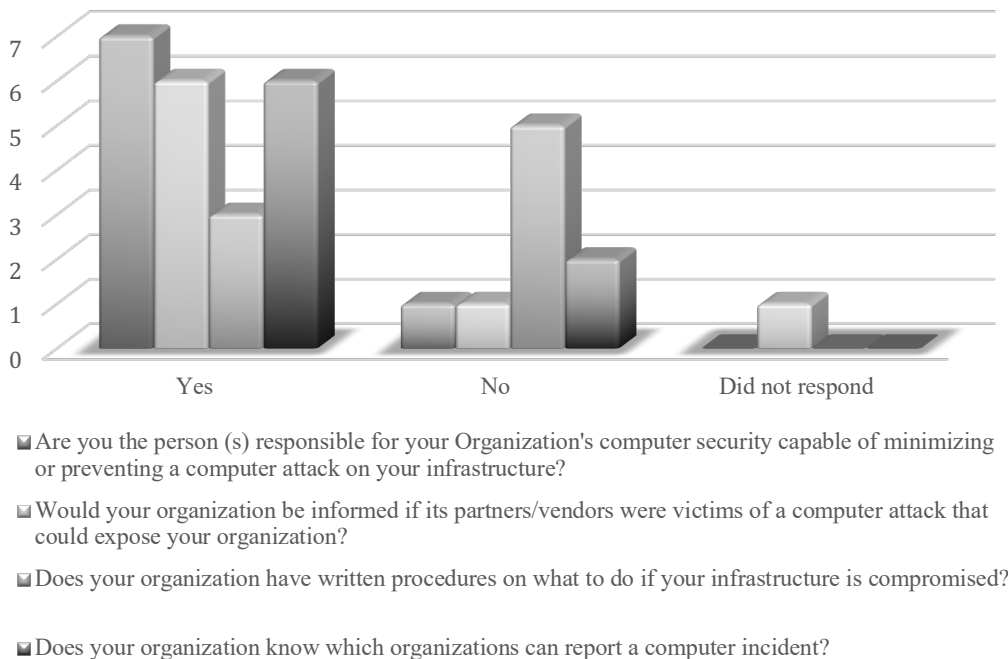 7
6
5
4
3
2
1
0
Yes No Did not respond
Are you the person (s) responsible for your Organization's computer security capable of minimizing
or preventing a computer attack on your infrastructure?
Would your organization be informed if its partners/vendors were victims of a computer attack that
could expose your organization?
Does your organization have written procedures on what to do if your infrastructure is compromised?
Does your organization know which organizations can report a computer incident?